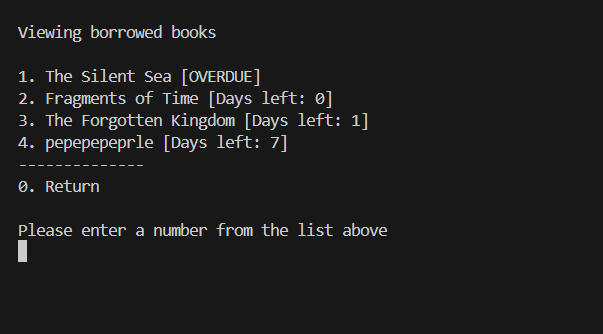 Viewing borrowed books
1. The Silent Sea [OVERDUE]
2. Fragments of Time [Days left: 0]
3. The Forgotten Kingdom [Days left: 1]
4. pepepepeprle [Days left: 7]
--------------
0. Return
Please enter a number from the list above